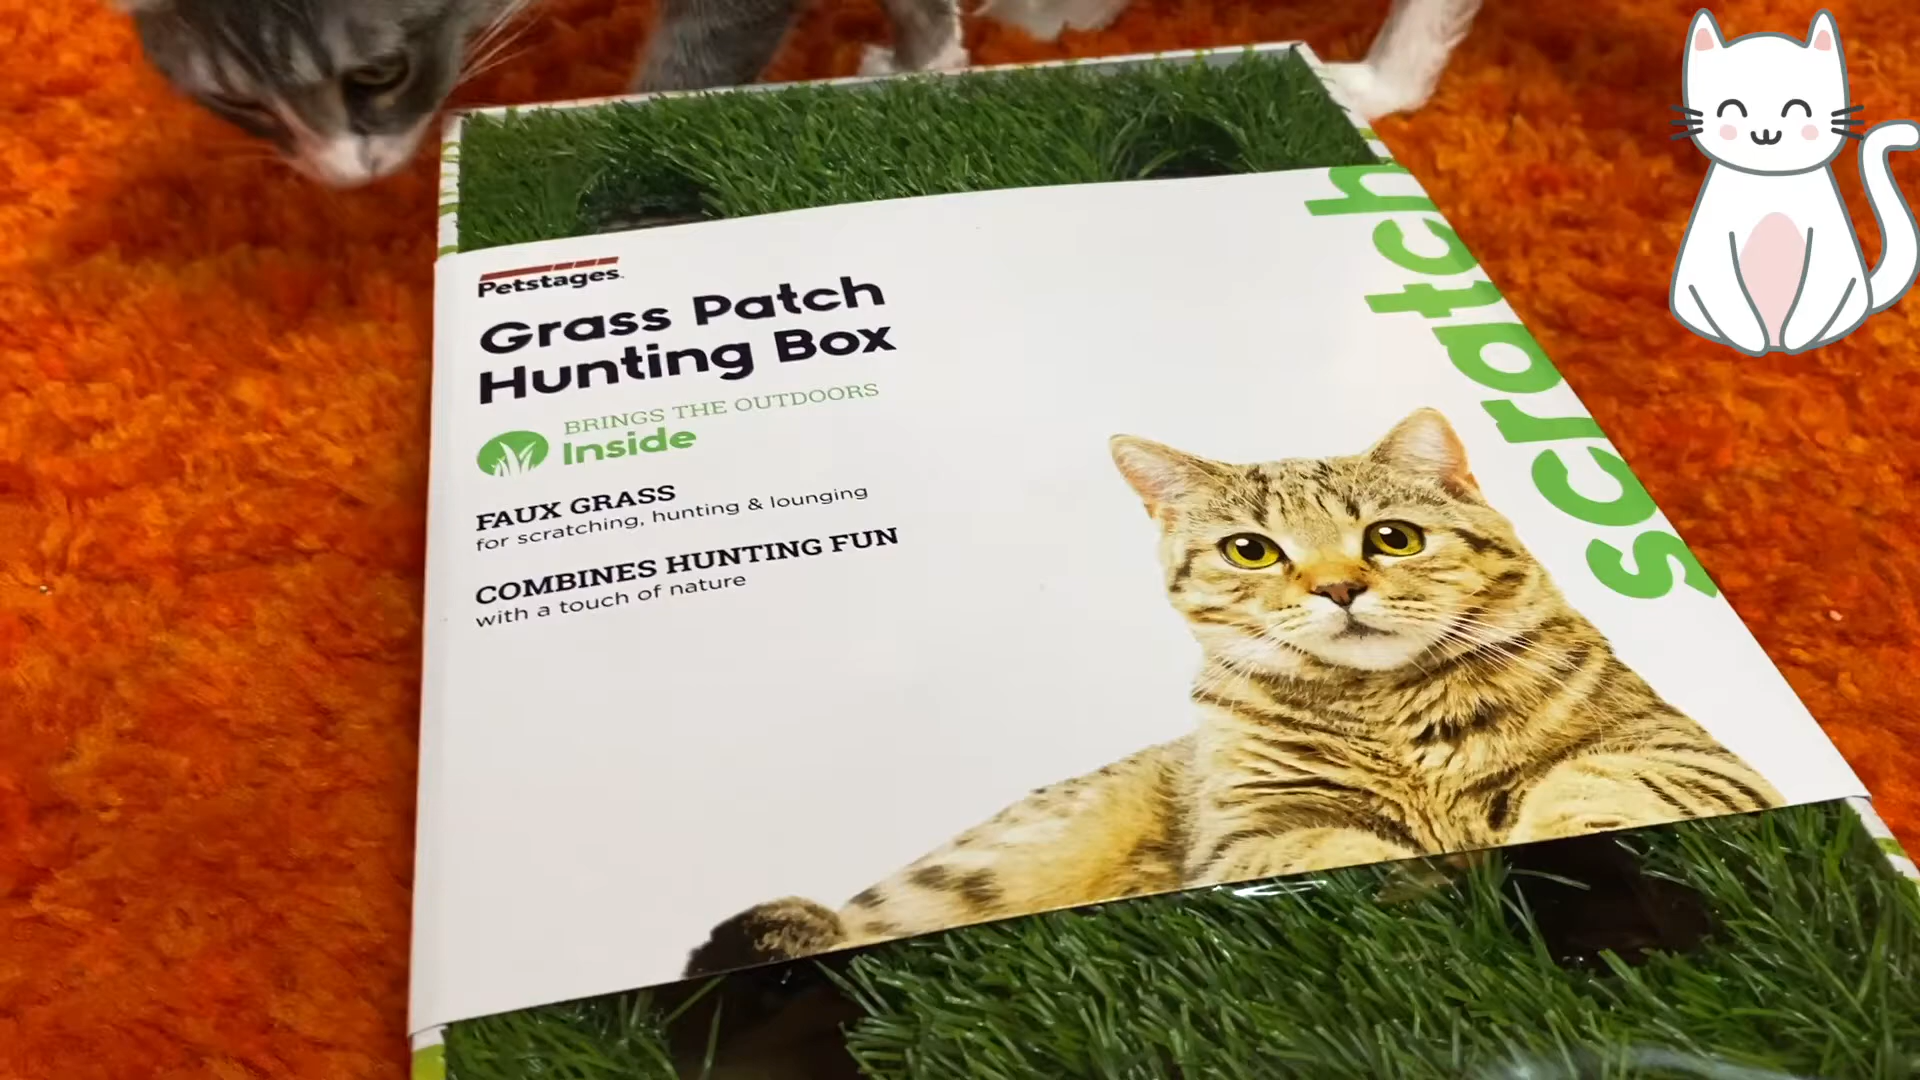 Petstages
Grass Patch
Hunting Box
BRINGS THE OUTDOORS
Inside
FAUX GRASS
for scratching, hunting & lounging
COMBINES HUNTING FUN
with a touch of nature
scratch